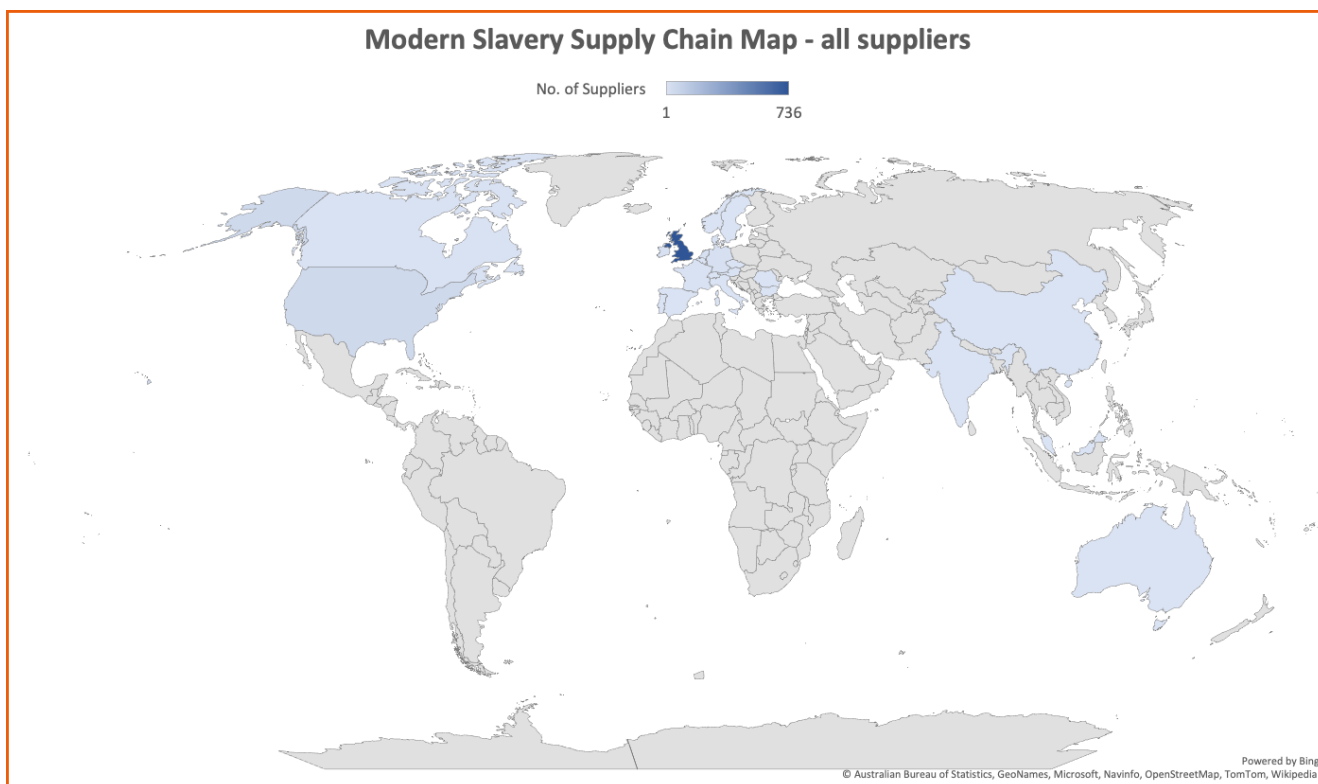 Modern Slavery Supply Chain Map - all suppliers
No. of Suppliers
1 736
Powered by Bing
© Australian Bureau of Statistics, GeoNames, Microsoft, Navinfo, OpenStreetMap, TomTom, Wikipedia